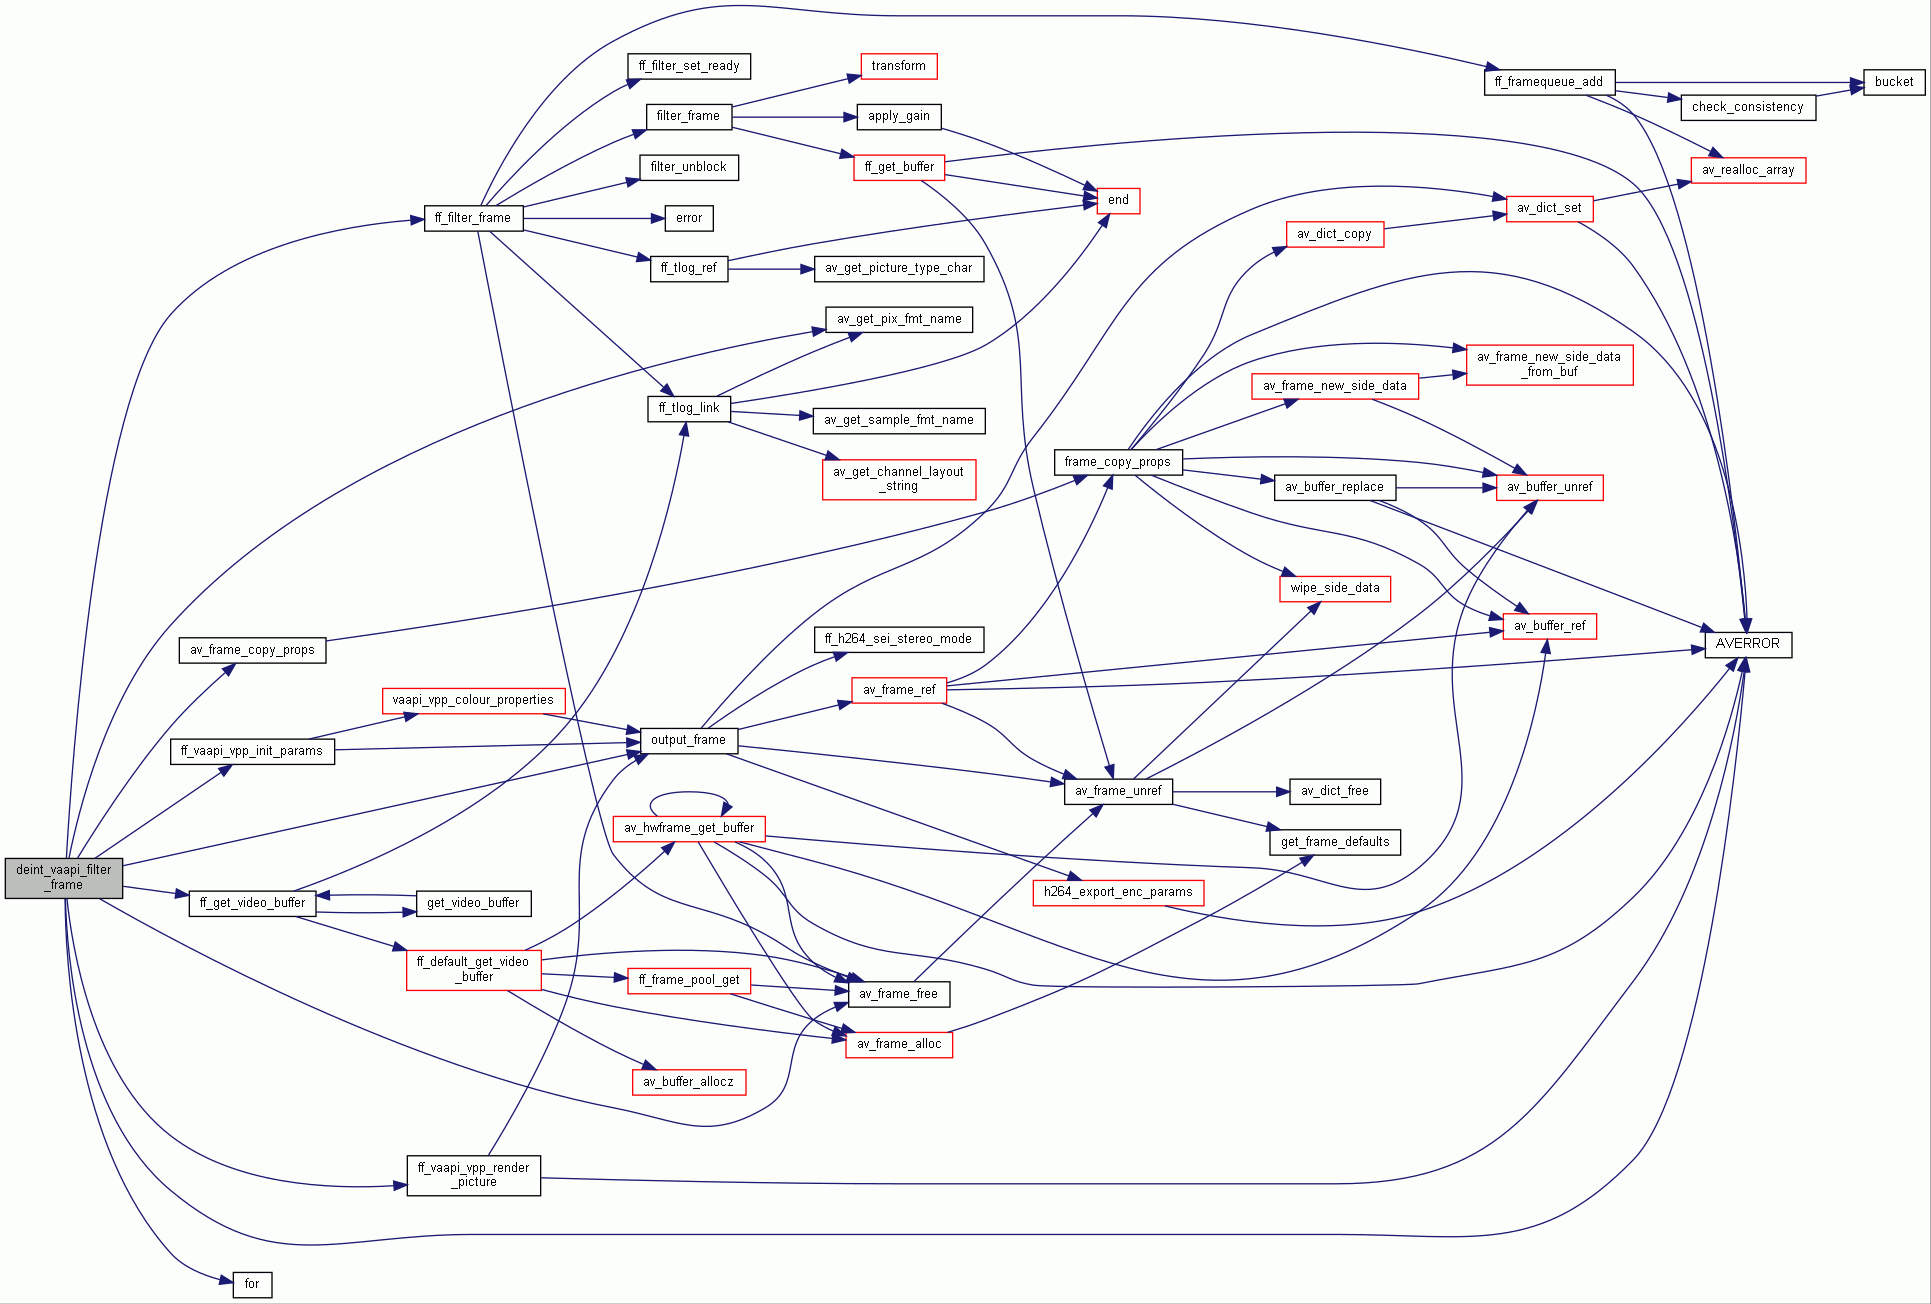 ff_filter_set_ready
transform
ff_framequeue_add
bucket
check_consistency
filter_frame
apply_gain
filter_unblock
ff_get_buffer
av_realloc_array
ff_filter_frame
error
end
av_dict_set
av_dict_copy
ff_tlog_ref
av_get_picture_type_char
av_get_pix_fmt_name
av_frame_new_side_data
_from_buf
av_frame_new_side_data
ff_tlog_link
av_get_sample_fmt_name
av_get_channel_layout
_string
frame_copy_props
av_buffer_replace
av_buffer_unref
wipe_side_data
av_buffer_ref
ff_h264_sei_stereo_mode
AVERROR
av_frame_copy_props
av_frame_ref
vaapi_vpp_colour_properties
output_frame
ff_vaapi_vpp_init_params
av_frame_unref
av_dict_free
av_hwframe_get_buffer
get_frame_defaults
deint_vaapi_filter
_frame
h264_export_enc_params
ff_get_video_buffer
get_video_buffer
ff_default_get_video
_buffer
ff_frame_pool_get
av_frame_free
av_frame_alloc
av_buffer_allocz
ff_vaapi_vpp_render
_picture
for